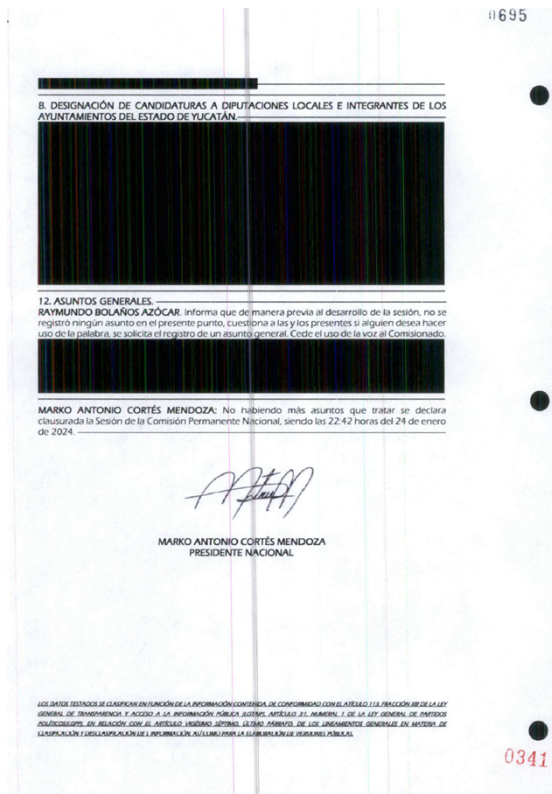 0695
B. DESIGNACIÓN DE CANDIDATURAS A DIPUTACIONES LOCALES E INTEGRANTES DE LOS
AYUNTAMIENTOS DEL ESTADO DE YUCATÁN.
12. ASUNTOS GENERALES.
RAYMUNDO BOLAÑOS AZÓCAR. Informa que de manera previa al desarrollo de la sesión, no se
registró ningún asunto en el presente punto, cuestiona a las y los presentes si alguien desea hacer
uso de la palabra, se solicita el registro de un asunto general. Cede el uso de la voz al Comisionado.
MARKO ANTONIO CORTÉS MENDOZA: No habiendo más asuntos que tratar se declara
clausurada la Sesión de la Comisión Permanente Nacional, siendo las 22:42 horas del 24 de enero
de 2024.
MARKO ANTONIO CORTÉS MENDOZA
PRESIDENTE NACIONAL
LOS DATOS TESTADOS SE CLASIFICAN EN FUNCIÓN DE LA INFORMACIÓN CONTENIDA, DE CONFORMIDAD CON EL ATÍCULO 113, FRACCIÓN XIII DE LA LEY
GENERAL DE TRANSPARENCIA Y ACCESO A LA INFORMACIÓN PÚBLICA (LGTAIP), ARTÍCULO 31, NUMERAL 1 DE LA LEY GENERAL DE PARTIDOS
POLÍTICOS(LGPP), EN RELACIÓN CON EL ARTÍCULO VIGÉSIMO SÉPTIMO, ÚLTIMO PÁRRAFO, DE LOS LINEAMIENTOS GENERALES EN MATERIA DE
CLASIFICACIÓN Y DESCLASIFICACIÓN DE L INFORMACIÓN, ASÍ COMO PARA LA ELABORACIÓN DE VERSIONES PÚBLICAS.
0341